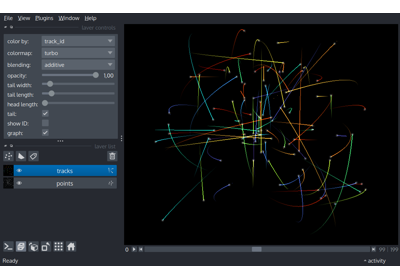 File View Plugins Window Help
layer controls
color by: track_id
colormap: turbo
blending: additive
opacity: 1,00
tail width:
tail length:
head length:
tail:
show ID:
graph:
layer list
tracks
points
0 99 199
Ready activity